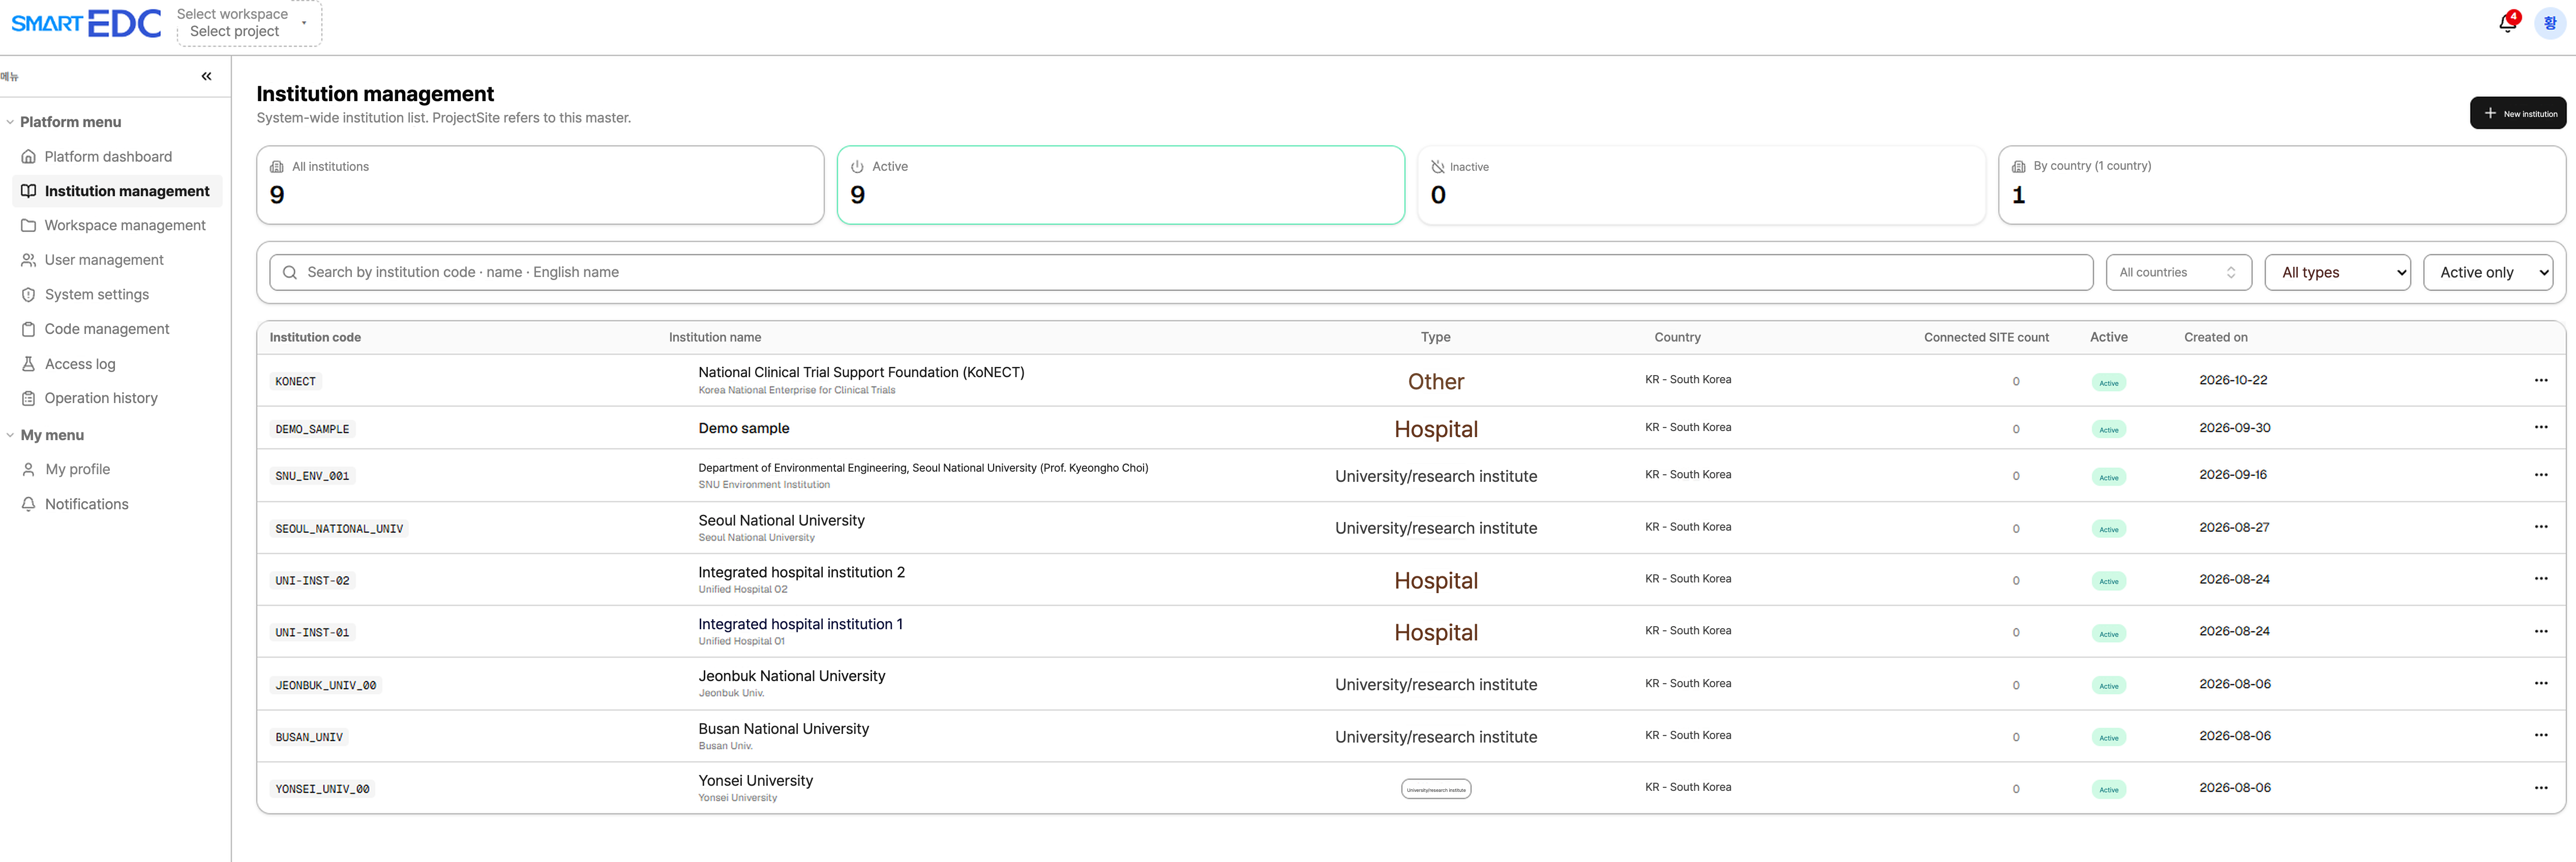 SMART EDC
Select workspace
Select project
4
황
메뉴
Platform menu
Platform dashboard
Institution management
Workspace management
User management
System settings
Code management
Access log
Operation history
My menu
My profile
Notifications
Institution management
System-wide institution list. ProjectSite refers to this master.
New institution
All institutions
9
Active
9
Inactive
0
By country (1 country)
1
Search by institution code · name · English name
All countries
All types
Active only
Institution code Institution name Type Country Connected SITE count Active Created on
KONECT National Clinical Trial Support Foundation (KoNECT) Other KR - South Korea 0 Active 2026-10-22
Korea National Enterprise for Clinical Trials
DEMO_SAMPLE Demo sample Hospital KR - South Korea 0 Active 2026-09-30
SNU_ENV_001 Department of Environmental Engineering, Seoul National University (Prof. Kyeongho Choi) University/research institute KR - South Korea 0 Active 2026-09-16
SNU Environment Institution
SEOUL_NATIONAL_UNIV Seoul National University University/research institute KR - South Korea 0 Active 2026-08-27
Seoul National University
UNI-INST-02 Integrated hospital institution 2 Hospital KR - South Korea 0 Active 2026-08-24
Unified Hospital 02
UNI-INST-01 Integrated hospital institution 1 Hospital KR - South Korea 0 Active 2026-08-24
Unified Hospital 01
JEONBUK_UNIV_00 Jeonbuk National University University/research institute KR - South Korea 0 Active 2026-08-06
Jeonbuk Univ.
BUSAN_UNIV Busan National University University/research institute KR - South Korea 0 Active 2026-08-06
Busan Univ.
YONSEI_UNIV_00 Yonsei University University/research institute KR - South Korea 0 Active 2026-08-06
Yonsei University